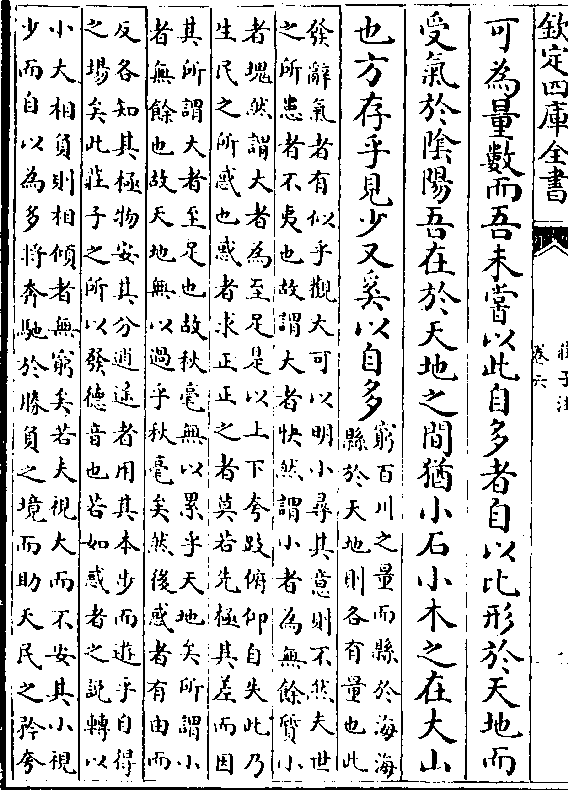 欽定四庫全書
莊子注
卷六
可為量數而吾未嘗以此自多者自以比形於天地而
受氣於隂陽吾在於天地之間猶小石小木之在大山
也方存乎見少又奚以自多
窮百川之量而縣於海海
縣於天地則各有量也此
發辭氣者有似乎觀大可以明小尋其意則不然夫世
之所患者不夷也故謂大者快然謂小者為無餘質小
者塊然謂大者為至足是以上下夸跂俯仰自失此乃
生民之所惑也惑者求正正之者莫若先極其差而因
其所謂大者至足也故秋毫無以累乎天地矣所謂小
者無餘也故天地無以過乎秋毫矣然後惑者有由而
反各知其極物安其分逍遥者用其本步而遊乎自得
之場矣此莊子之所以發德音也若如惑者之説轉以
小大相負則相傾者無窮矣若夫視大而不安其小視
少而自以為多將奔馳於勝負之境而助天民之矜夸